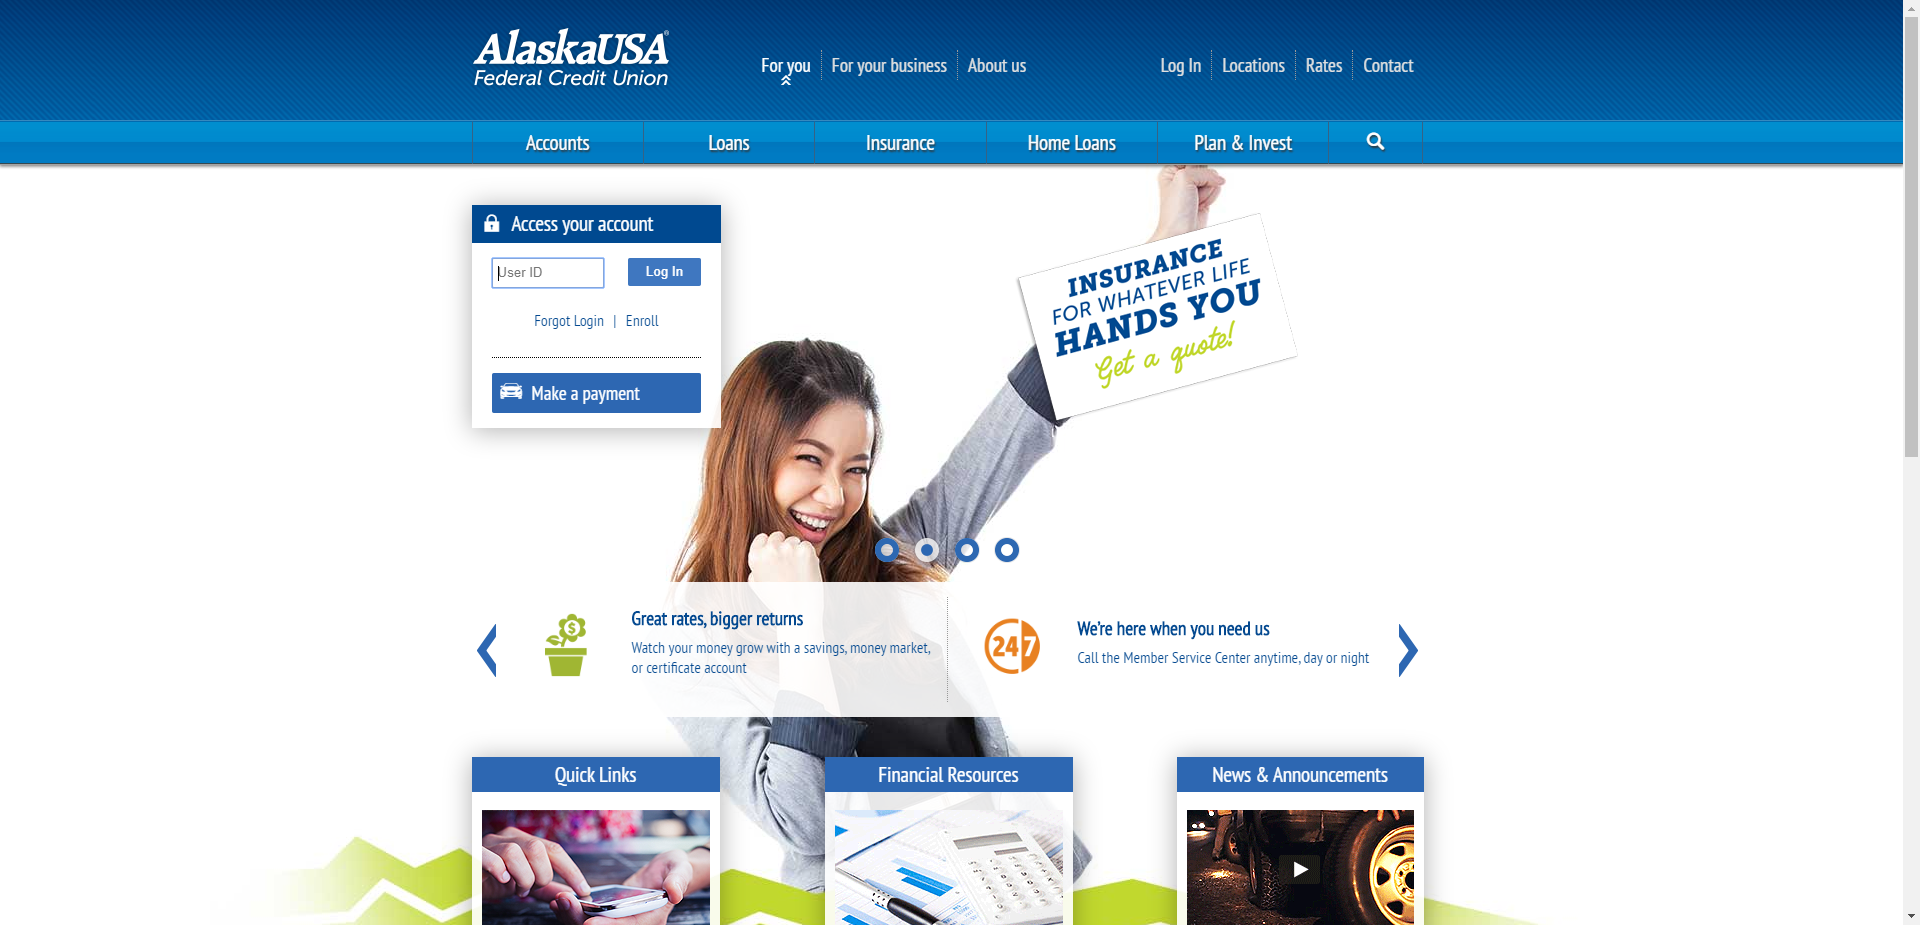 AlaskaUSA®
Federal Credit Union
For you
For your business
About us
Log In
Locations
Rates
Contact
Accounts
Loans
Insurance
Home Loans
Plan & Invest
Access your account
User ID
Log In
Forgot Login | Enroll
Make a payment
INSURANCE
FOR WHATEVER LIFE
HANDS YOU
Get a quote!
Great rates, bigger returns
Watch your money grow with a savings, money market,
or certificate account
24 7
We're here when you need us
Call the Member Service Center anytime, day or night
Quick Links
Financial Resources
News & Announcements